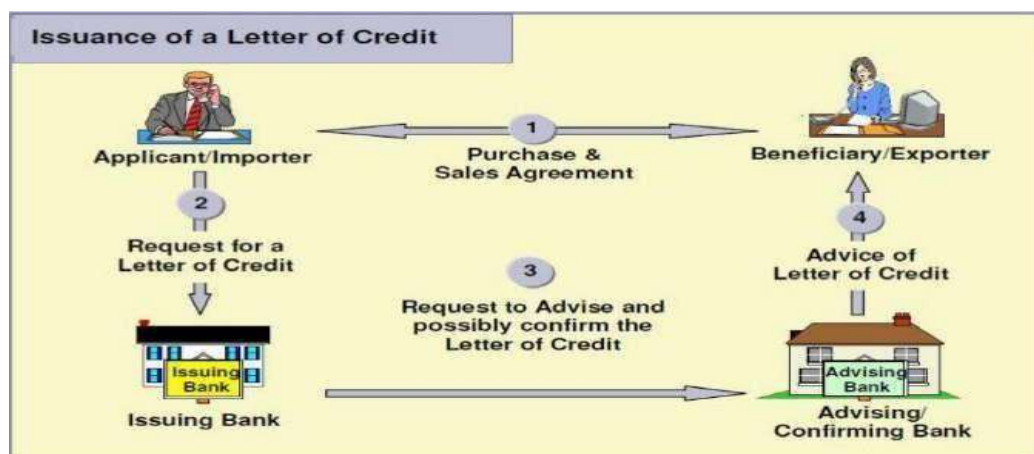 Issuance of a Letter of Credit
1
Applicant/Importer
Purchase &
Sales Agreement
Beneficiary/Exporter
2
Request for a
Letter of Credit
3
Request to Advise and
possibly confirm the
Letter of Credit
4
Advice of
Letter of Credit
Issuing
Bank
Issuing Bank
Advising
Bank
Advising/
Confirming Bank